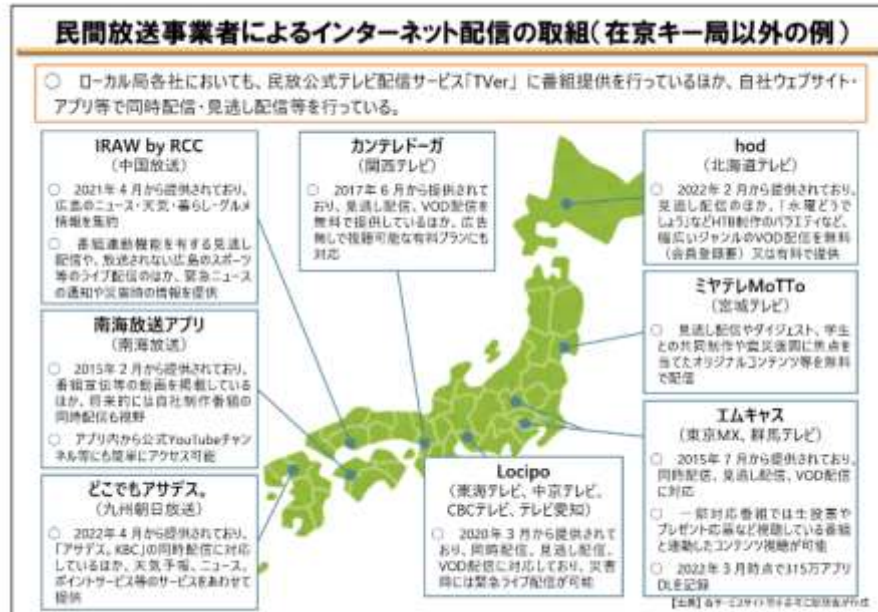 民間放送事業者によるインターネット配信の取組(在京キー局以外の例)
○ ローカル局各社においても、民放公式テレビ配信サービス「TVer」に番組提供を行っているほか、自社ウェブサイト・
アプリ等で同時配信・見逃し配信等を行っている。
IRAW by RCC
(中国放送)
○ 2021年4月から提供されており、
広島のニュース・天気・暮らし・グルメ
情報を集約
○ 番組連動機能を有する見逃し
配信や、放送されない広島のスポーツ
等のライブ配信のほか、緊急ニュース
の通知や災害時の情報を提供
南海放送アプリ
(南海放送)
○ 2015年2月から提供されており、
番組宣伝等の動画を掲載している
ほか、将来的には自社制作番組の
同時配信も視野
○ アプリ内から公式YouTubeチャン
ネル等にも簡単にアクセス可能
どこでもアサデス。
(九州朝日放送)
○ 2022年4月から提供されており、
「アサデス。KBC」の同時配信に対応
しているほか、天気予報、ニュース、
ポイントサービス等のサービスをあわせて
提供
カンテレドーガ
(関西テレビ)
○ 2017年6月から提供されて
おり、見逃し配信、VOD配信を
無料で提供しているほか、広告
無しで視聴可能な有料プランにも
対応
Locipo
(東海テレビ、中京テレビ、
CBCテレビ、テレビ愛知)
○ 2020年3月から提供されて
おり、同時配信、見逃し配信、
VOD配信に対応しており、災害
時には緊急ライブ配信が可能
hod
(北海道テレビ)
○ 2022年2月から提供されており、
見逃し配信のほか、「水曜どうで
しょう」などHTB制作のバラエティなど、
幅広いジャンルのVOD配信を無料
(会員登録要)又は有料で提供
ミヤテレMoTTo
(宮城テレビ)
○ 見逃し配信やダイジェスト、学生
との共同制作や震災復興に焦点を
当てたオリジナルコンテンツ等を無料
で配信
エムキャス
(東京MX、群馬テレビ)
○ 2015年7月から提供されており、
同時配信、見逃し配信、VOD配信
に対応
○ 一部対応番組では生投票や
プレゼント応募など視聴している番組
と連動したコンテンツ視聴が可能
○ 2022年3月時点で315万アプリ
DLを記録
【出典】各サービスサイト等を基に総務省が作成